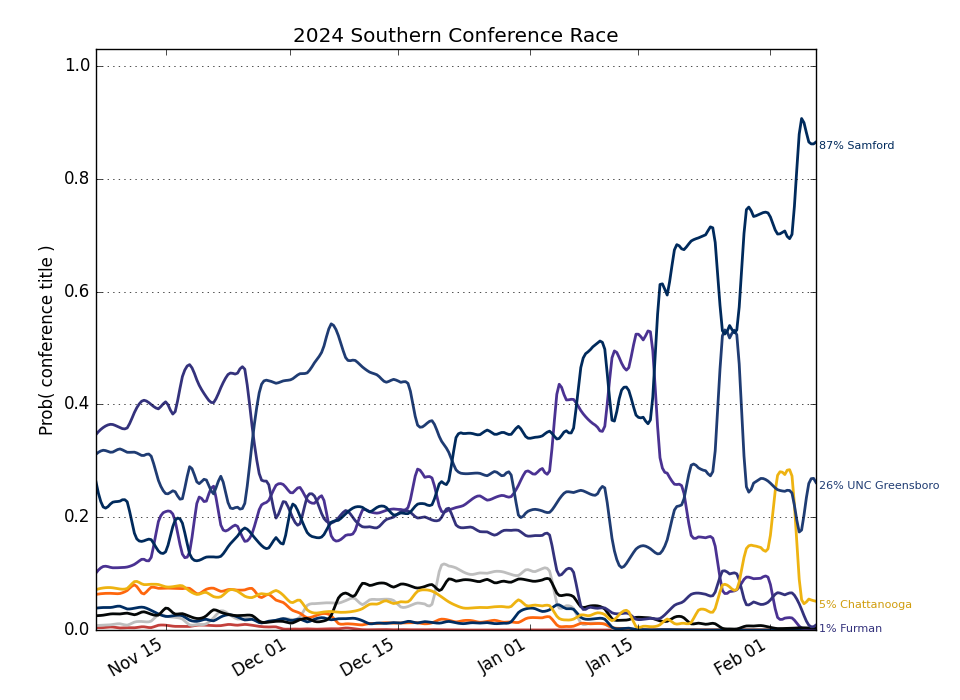 2024 Southern Conference Race
Prob( conference title )
1.0
0.8
0.6
0.4
0.2
0.0
Nov 15
Dec 01
Dec 15
Jan 01
Jan 15
Feb 01
87% Samford
26% UNC Greensboro
5% Chattanooga
1% Furman